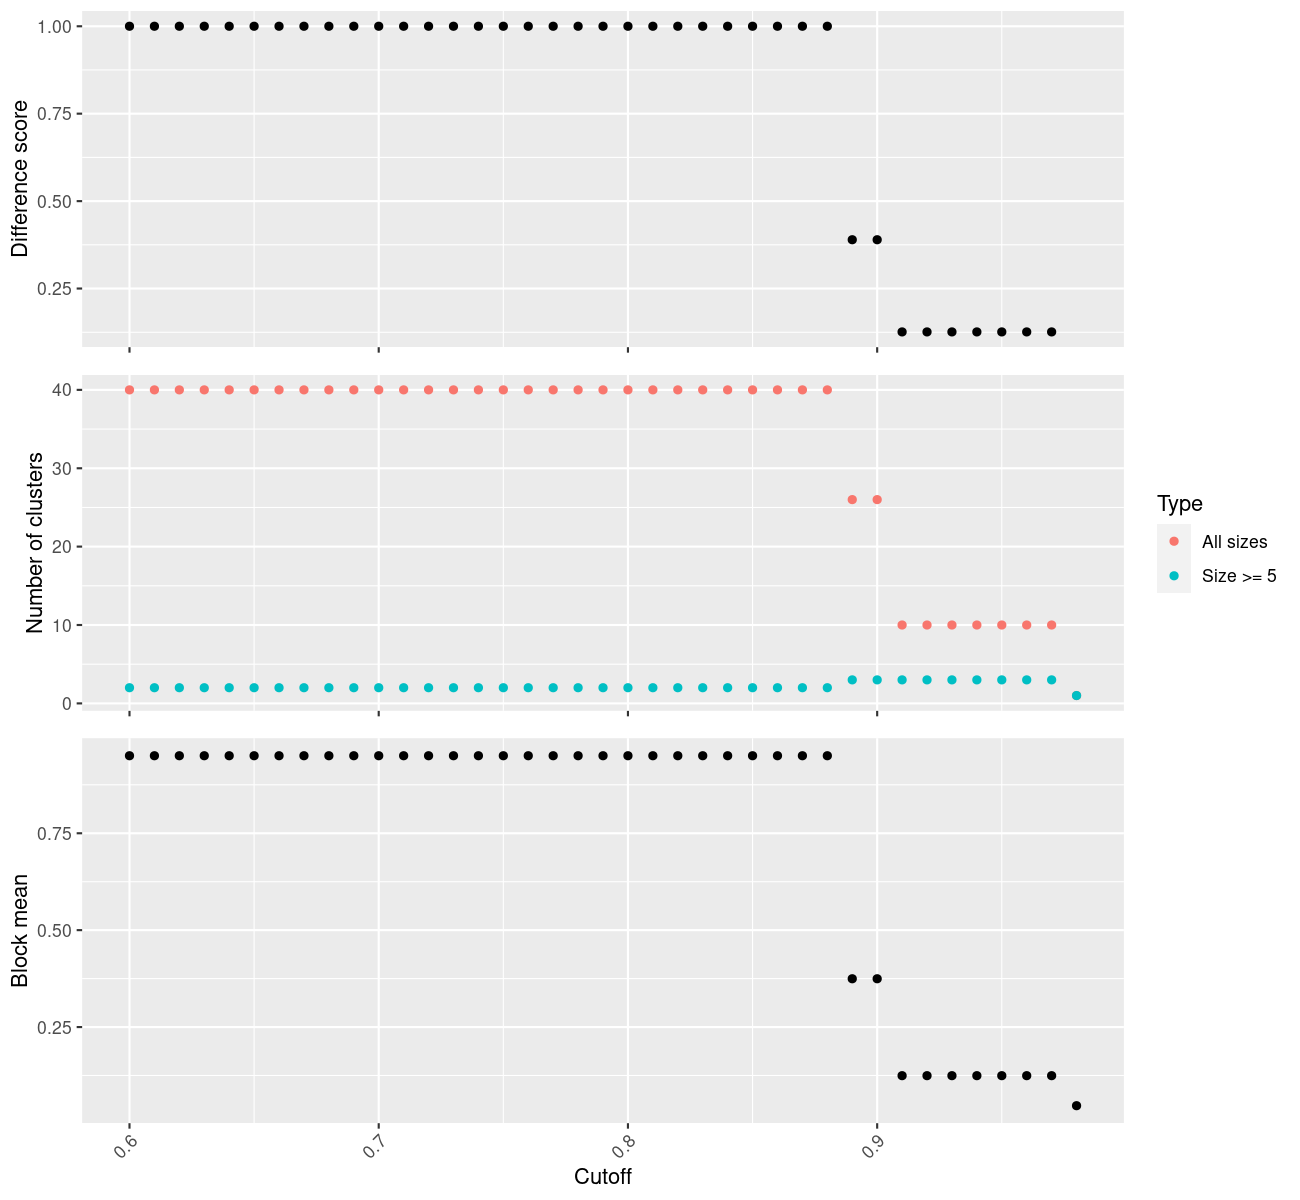 Difference score
1.00
0.75
0.50
0.25
Number of clusters
40
30
20
10
0
Type
All sizes
Size >= 5
Block mean
0.75
0.50
0.25
0.6
0.7
0.8
0.9
Cutoff